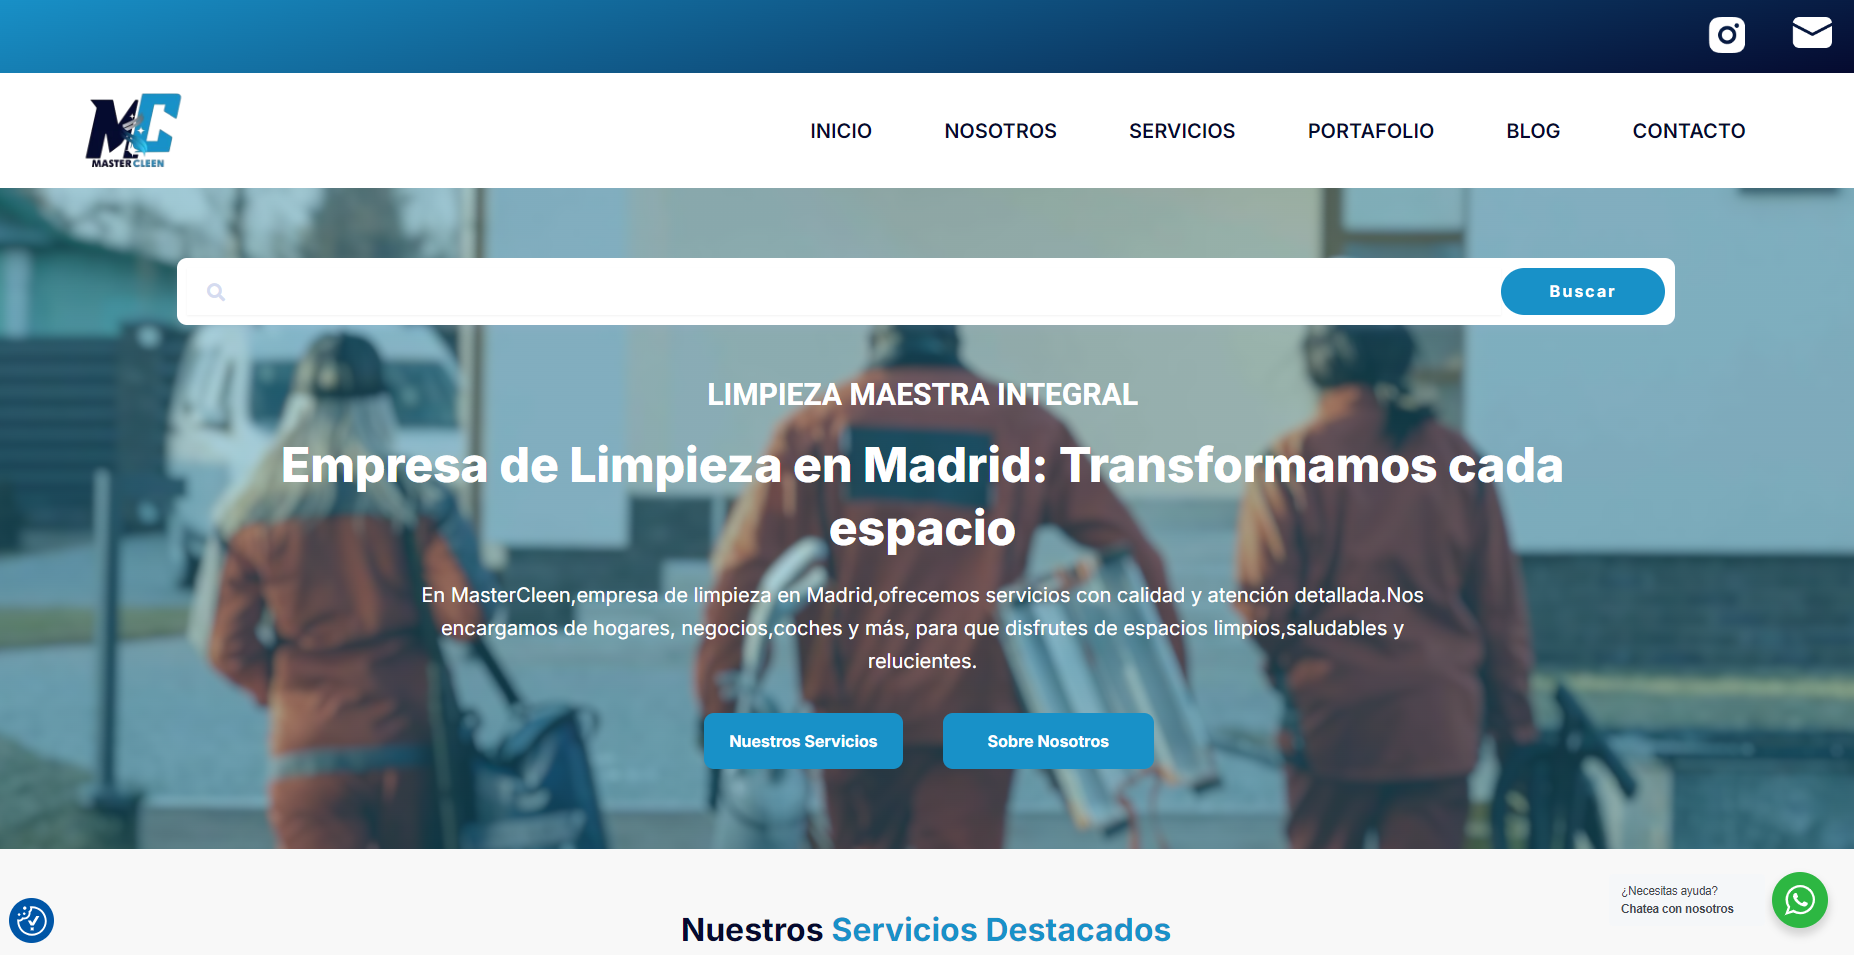 MC
MASTER CLEEN
INICIO
NOSOTROS
SERVICIOS
PORTAFOLIO
BLOG
CONTACTO
Buscar
LIMPIEZA MAESTRA INTEGRAL
Empresa de Limpieza en Madrid: Transformamos cada
espacio
En MasterCleen,empresa de limpieza en Madrid,ofrecemos servicios con calidad y atención detallada.Nos
encargamos de hogares, negocios,coches y más, para que disfrutes de espacios limpios,saludables y
relucientes.
Nuestros Servicios
Sobre Nosotros
¿Necesitas ayuda?
Chatea con nosotros
Nuestros Servicios Destacados